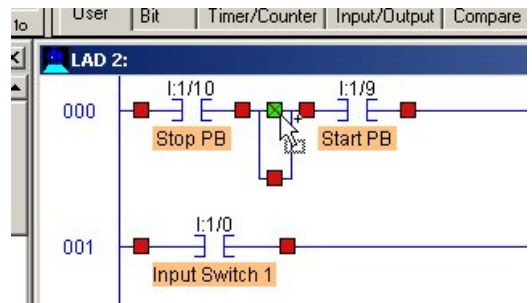 to User Bit Timer/Counter Input/Output Compare
LAD 2:
I:1/10 I:1/9
000
Stop PB Start PB
I:1/0
001
Input Switch 1